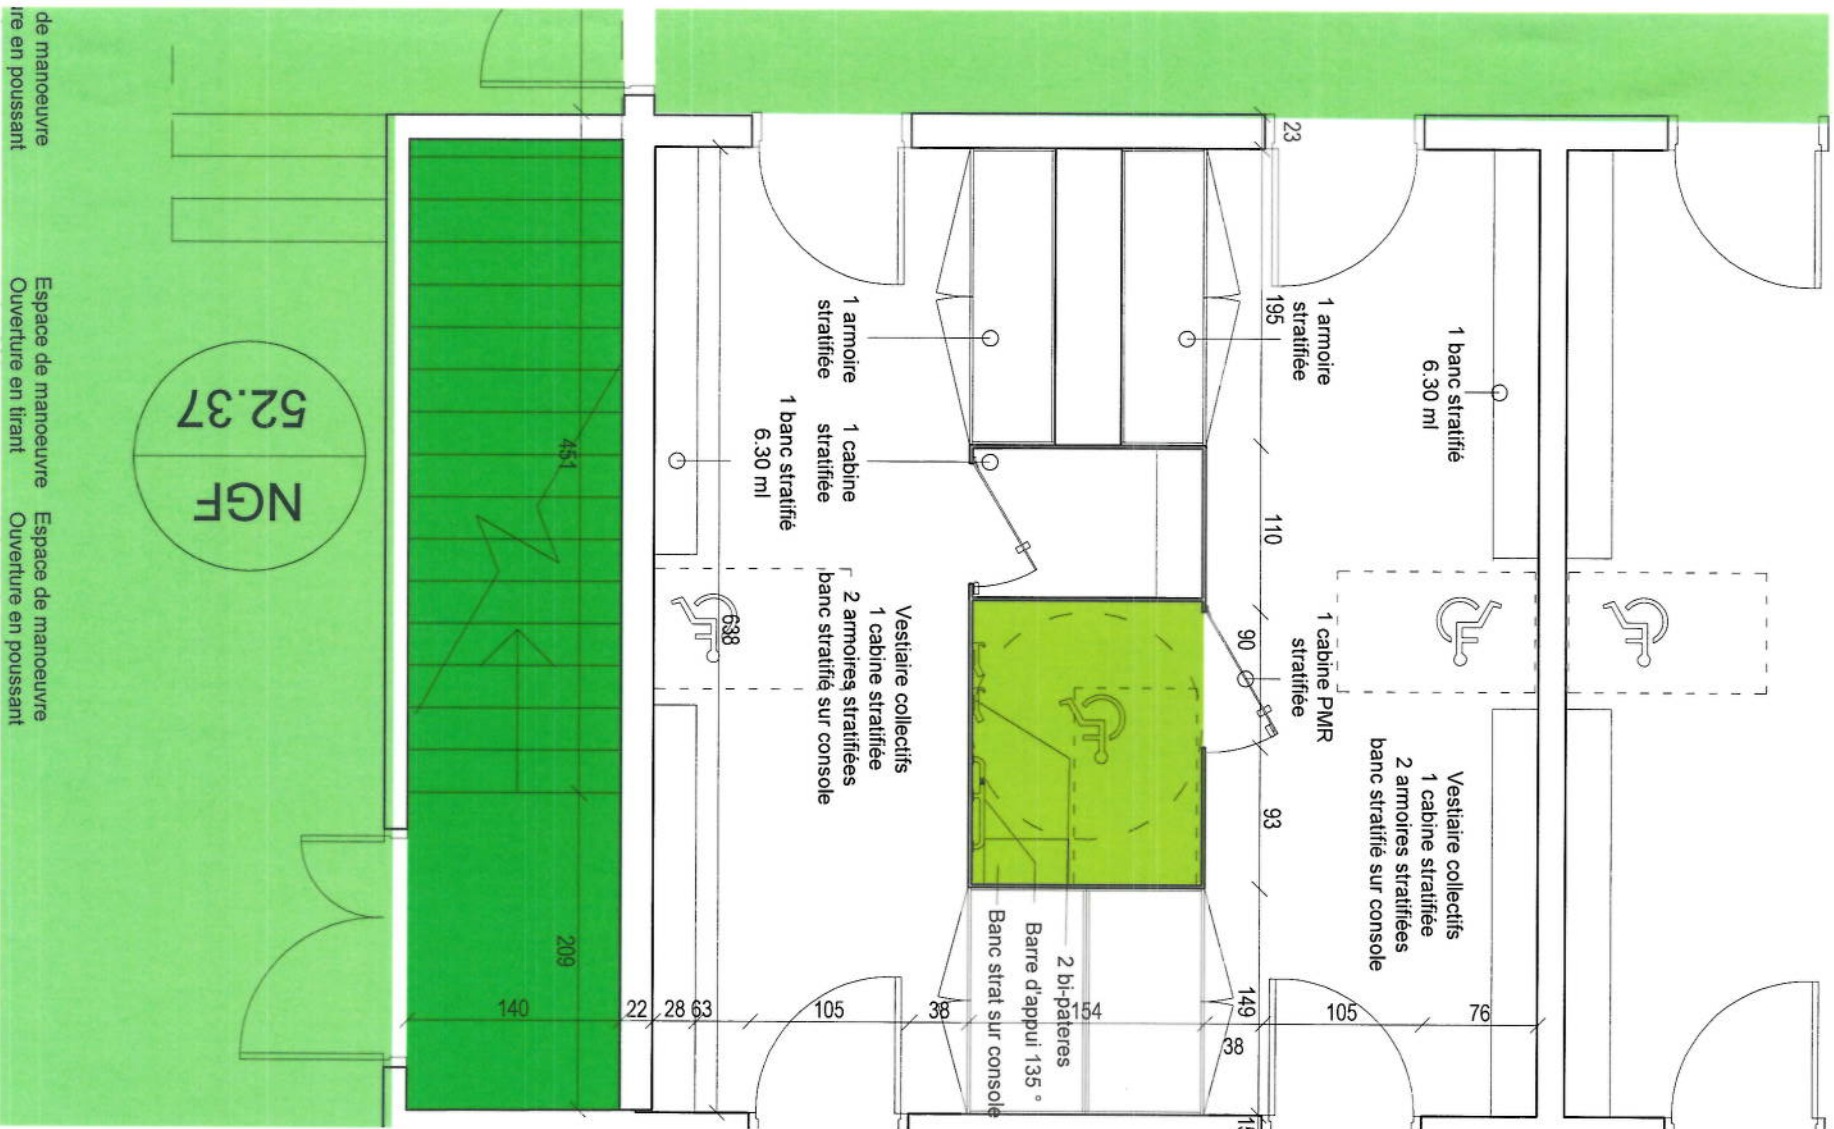 de manoeuvre
re en poussant
Espace de manoeuvre
Ouverture en tirant
Espace de manoeuvre
Ouverture en poussant
NGF
52.37
1 armoire
stratifiée
1 cabine
stratifiée
1 banc stratifié
6.30 ml
Vestiaire collectifs
1 cabine stratifiée
2 armoires stratifiées
banc stratifié sur console
1 armoire
stratifiée
1 banc stratifié
6.30 ml
1 cabine PMR
stratifiée
Vestiaire collectifs
1 cabine stratifiée
2 armoires stratifiées
banc stratifié sur console
2 bi-pateres
Barre d'appui 135 °
Banc strat sur console
23
195
110
90
93
149
451
209
638
140
22
28
63
105
38
154
38
105
76